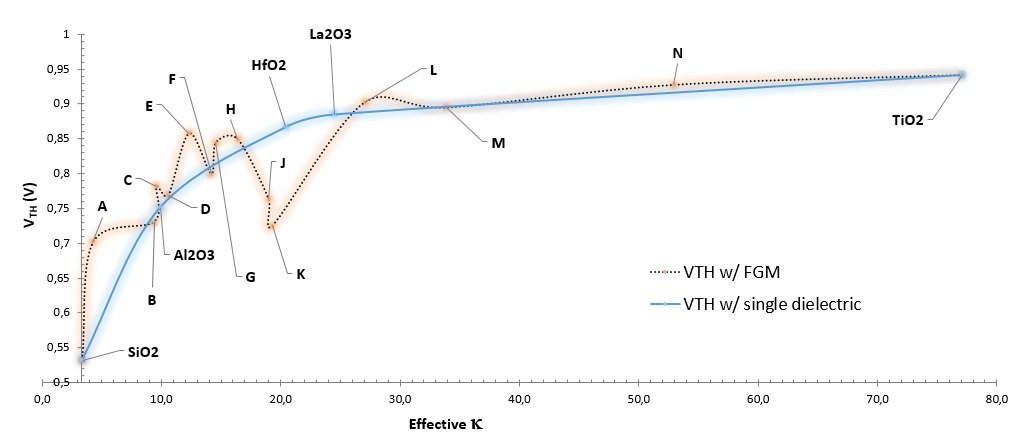 La2O3
1
0,95
0,9
0,85
0,8
0,75
0,7
0,65
0,6
0,55
0,5
V_TH (V)
HfO2
L
N
F
E
H
TiO2
M
J
C
A
D
Al2O3
G
K
B
SiO2
VTH w/ FGM
VTH w/ single dielectric
0,0 10,0 20,0 30,0 40,0 50,0 60,0 70,0 80,0
Effective K